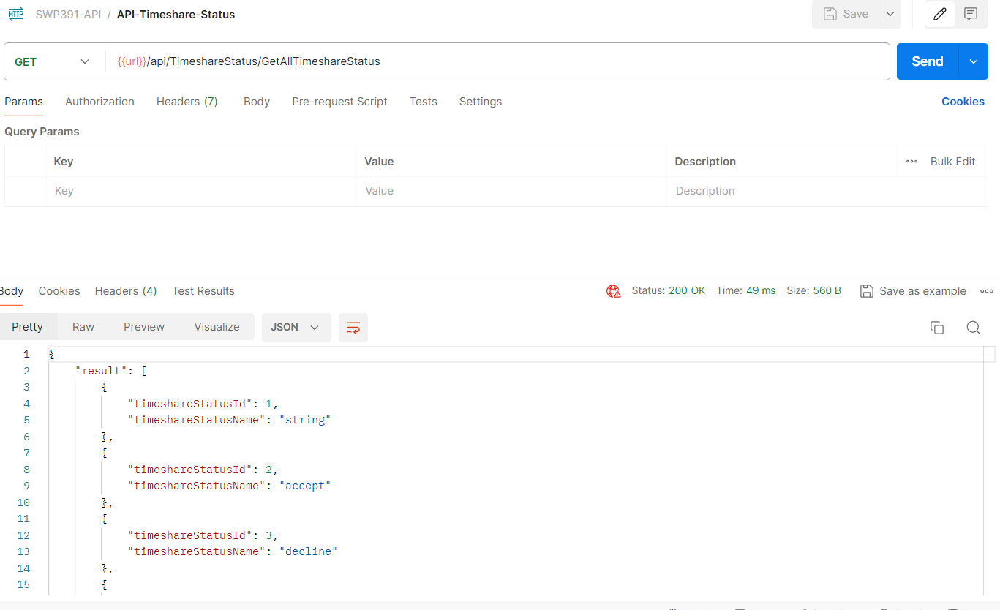 HTTP SWP391-API / API-Timeshare-Status Save
GET {{url}}/api/TimeshareStatus/GetAllTimeshareStatus Send
Params Authorization Headers (7) Body Pre-request Script Tests Settings Cookies
Query Params
Key Value Description Bulk Edit
Key Value Description
Body Cookies Headers (4) Test Results Status: 200 OK Time: 49 ms Size: 560 B Save as example
Pretty Raw Preview Visualize JSON
1 {
2 "result": [
3 {
4 "timeshareStatusId": 1,
5 "timeshareStatusName": "string"
6 },
7 {
8 "timeshareStatusId": 2,
9 "timeshareStatusName": "accept"
10 },
11 {
12 "timeshareStatusId": 3,
13 "timeshareStatusName": "decline"
14 },
15 {